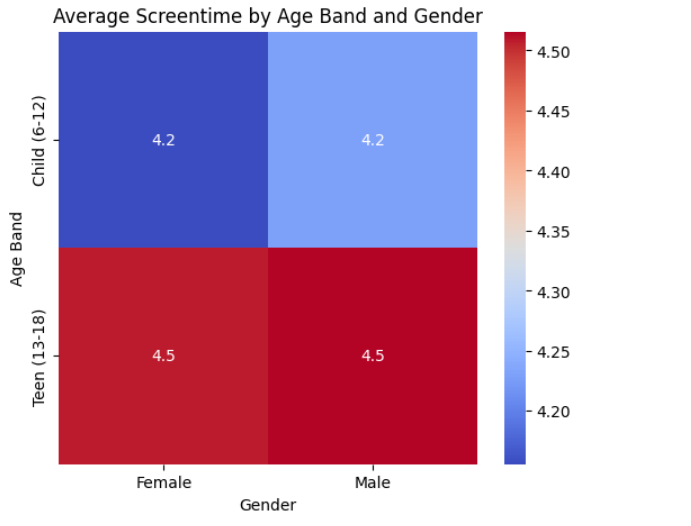 Average Screentime by Age Band and Gender
Age Band
Child (6-12)
4.2
4.2
Teen (13-18)
4.5
4.5
Female
Male
Gender
4.50
4.45
4.40
4.35
4.30
4.25
4.20